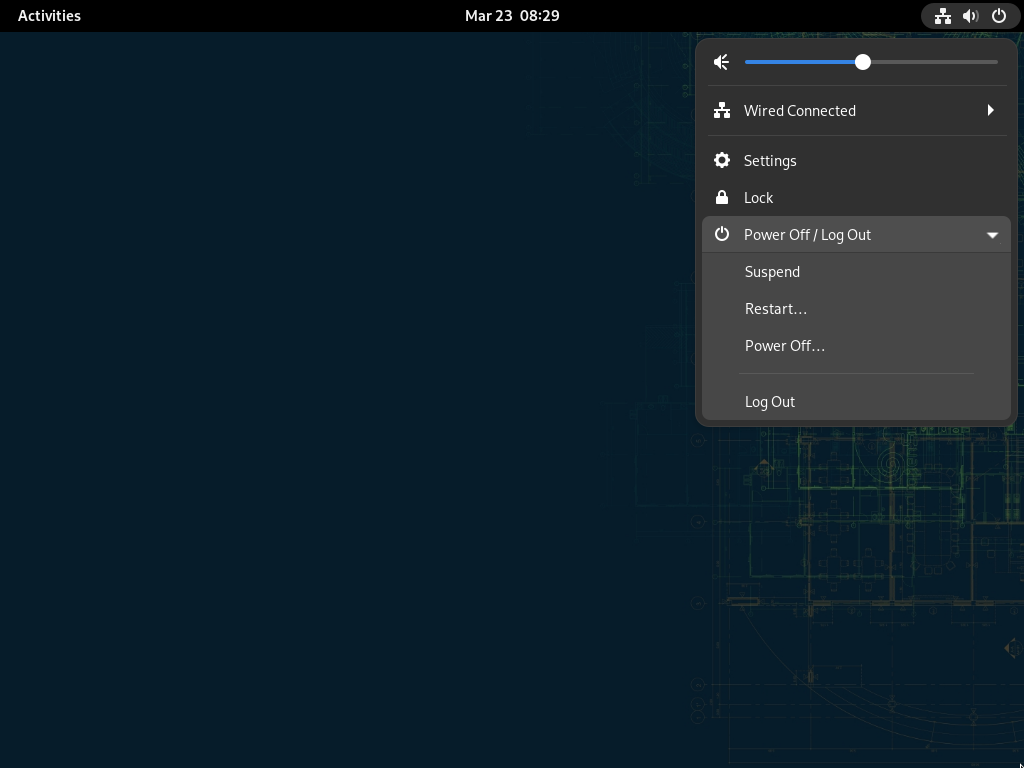 Activities
Mar 23 08:29
Wired Connected
Settings
Lock
Power Off / Log Out
Suspend
Restart…
Power Off…
Log Out